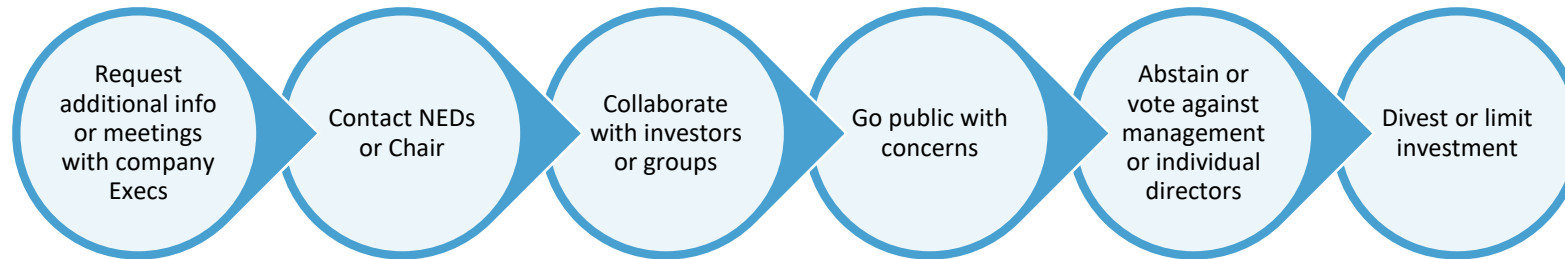 Request
additional info
or meetings
with company
Execs
Contact NEDs
or Chair
Collaborate
with investors
or groups
Go public with
concerns
Abstain or
vote against
management
or individual
directors
Divest or limit
investment